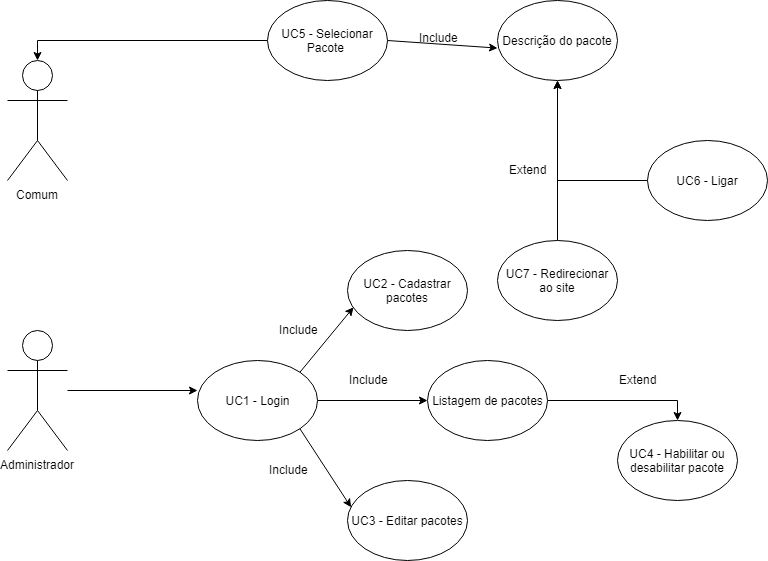 UC5 - Selecionar
Pacote
Include
Descrição do pacote
Extend
UC6 - Ligar
Comum
UC7 - Redirecionar
ao site
UC2 - Cadastrar
pacotes
Include
UC1 - Login
Include
Listagem de pacotes
Extend
Administrador
UC4 - Habilitar ou
desabilitar pacote
Include
UC3 - Editar pacotes